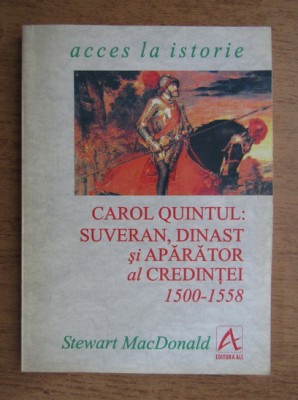 acces la istorie
CAROL QUINTUL:
SUVERAN, DINAST
și APĂRĂTOR
al CREDINȚEI
1500-1558
Stewart MacDonald
A
EDITURA ALL